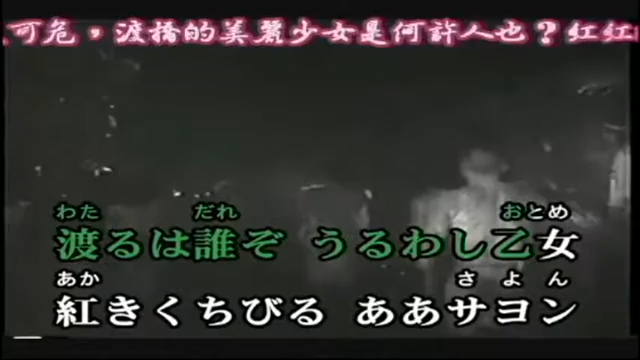 可危，渡橋的美麗少女是何許人也？紅紅
わた だれ おとめ
渡るは誰ぞ うるわし乙女
あか さよん
紅きくちびる ああサヨン